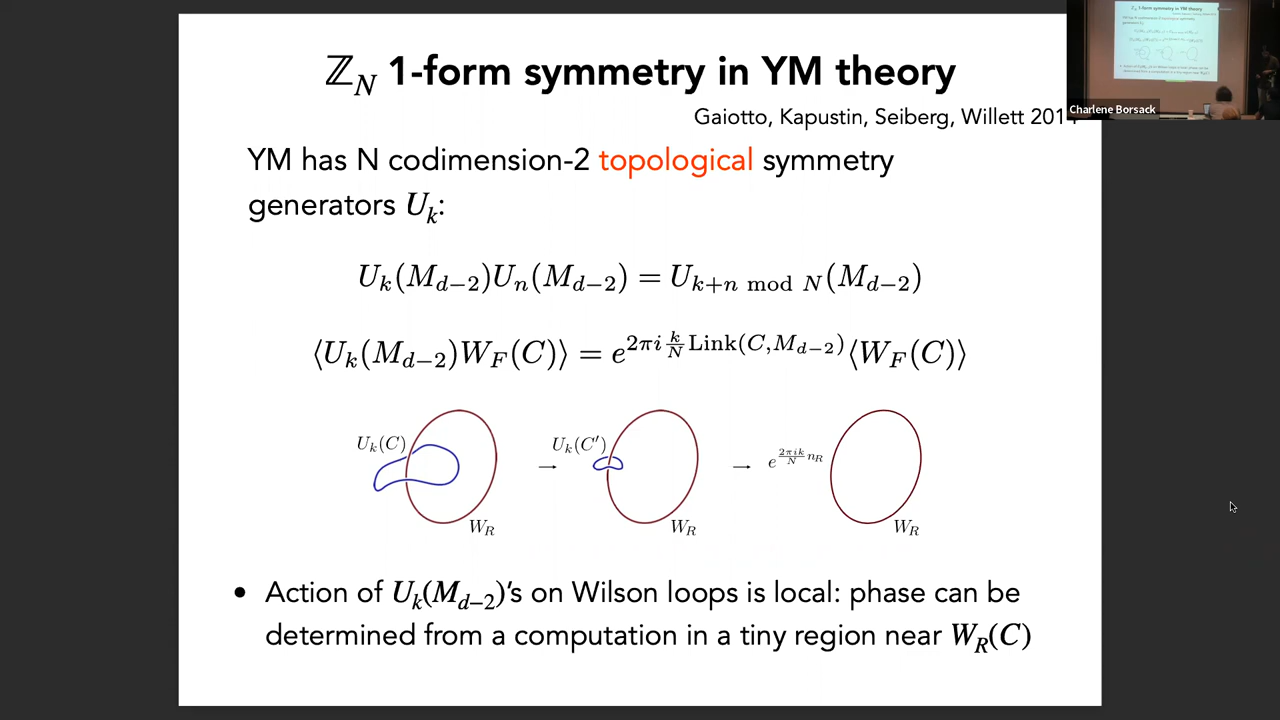 ℤ_N 1-form symmetry in YM theory
Gaiotto, Kapustin, Seiberg, Willett 201
Charlene Borsack
YM has N codimension-2 topological symmetry
generators U_k:
U_k(M_{d−2})U_n(M_{d−2}) = U_{k+n mod N}(M_{d−2})
⟨U_k(M_{d−2})W_F(C)⟩ = e^{2πi k/N Link(C,M_{d−2})}⟨W_F(C)⟩
U_k(C) → U_k(C′) → e^{2πik/N n_R}
W_R W_R W_R
• Action of U_k(M_{d−2})'s on Wilson loops is local: phase can be
determined from a computation in a tiny region near W_R(C)